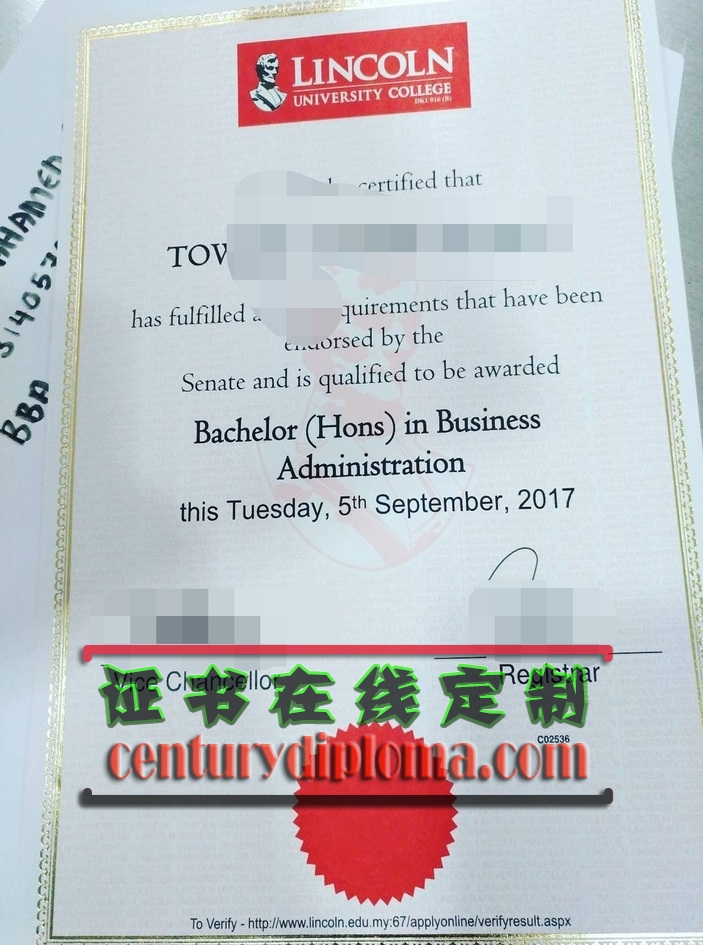 LINCOLN
UNIVERSITY COLLEGE
DKU016 (B)
certified that
TOW
has fulfilled requirements that have been
endorsed by the
Senate and is qualified to be awarded
Bachelor (Hons) in Business
Administration
this Tuesday, 5th September, 2017
BBA
Vice Chancellor
Registrar
证书在线定制
C02536
centurydiploma.com
To Verify - http://www.lincoln.edu.my:67/applyonline/verifyresult.aspx